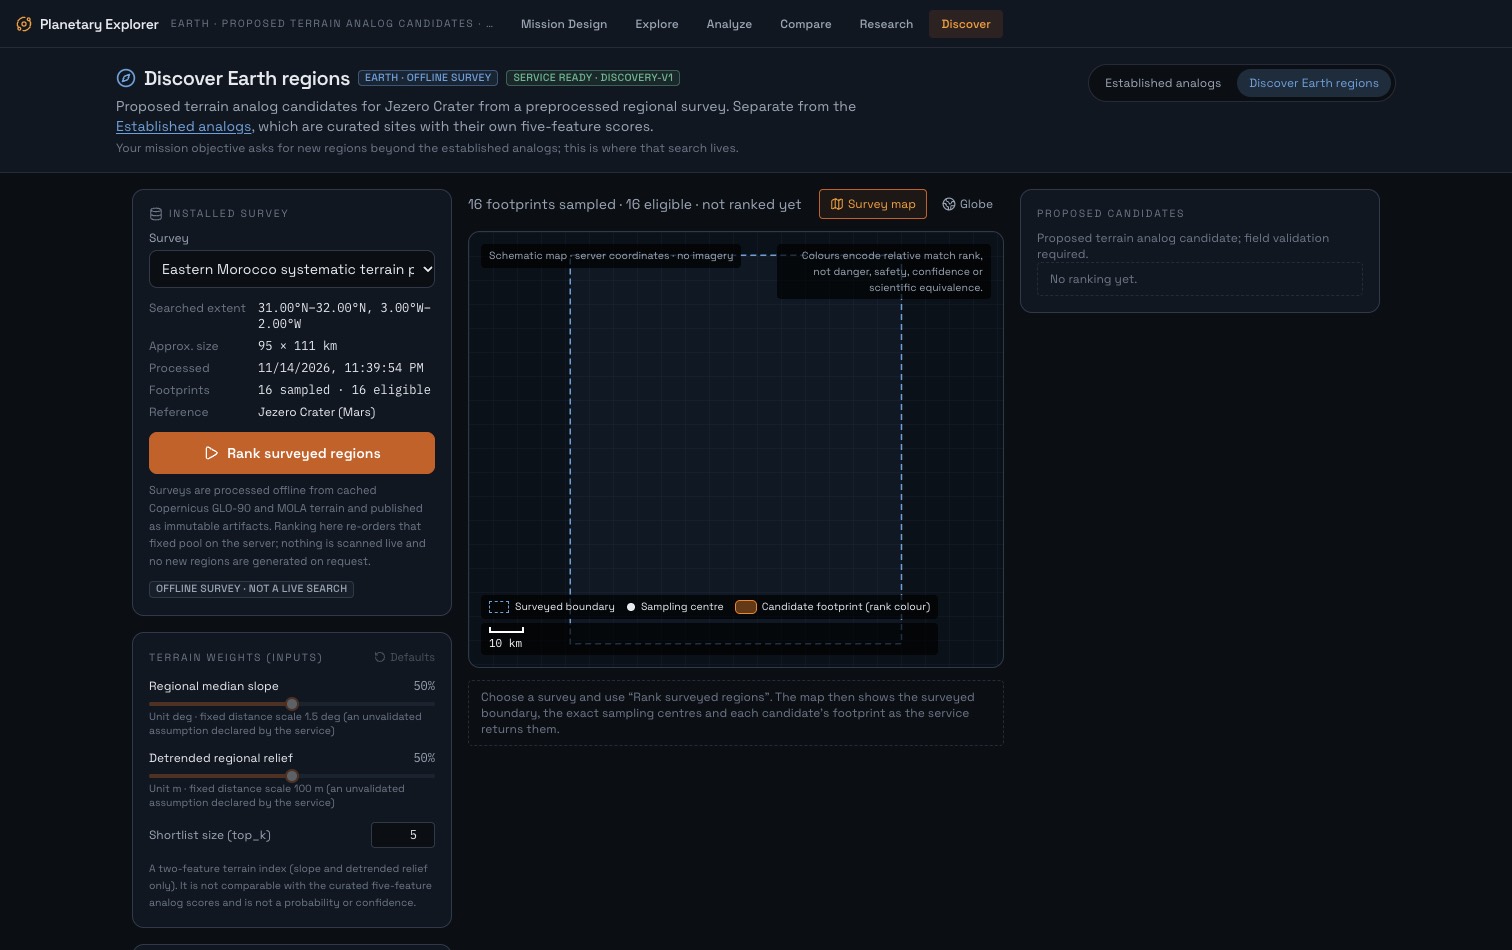 Planetary Explorer
EARTH · PROPOSED TERRAIN ANALOG CANDIDATES · …
Mission Design
Explore
Analyze
Compare
Research
Discover
Discover Earth regions
EARTH · OFFLINE SURVEY
SERVICE READY · DISCOVERY-V1
Established analogs
Discover Earth regions
Proposed terrain analog candidates for Jezero Crater from a preprocessed regional survey. Separate from the
Established analogs, which are curated sites with their own five-feature scores.
Your mission objective asks for new regions beyond the established analogs; this is where that search lives.
INSTALLED SURVEY
Survey
Eastern Morocco systematic terrain p
Searched extent 31.00°N–32.00°N, 3.00°W–
2.00°W
Approx. size 95 × 111 km
Processed 11/14/2026, 11:39:54 PM
Footprints 16 sampled · 16 eligible
Reference Jezero Crater (Mars)
Rank surveyed regions
Surveys are processed offline from cached
Copernicus GLO-90 and MOLA terrain and published
as immutable artifacts. Ranking here re-orders that
fixed pool on the server; nothing is scanned live and
no new regions are generated on request.
OFFLINE SURVEY · NOT A LIVE SEARCH
TERRAIN WEIGHTS (INPUTS)
Defaults
Regional median slope 50%
Unit deg · fixed distance scale 1.5 deg (an unvalidated
assumption declared by the service)
Detrended regional relief 50%
Unit m · fixed distance scale 100 m (an unvalidated
assumption declared by the service)
Shortlist size (top_k) 5
A two-feature terrain index (slope and detrended relief
only). It is not comparable with the curated five-feature
analog scores and is not a probability or confidence.
16 footprints sampled · 16 eligible · not ranked yet
Survey map
Globe
Schematic map · server coordinates · no imagery
Colours encode relative match rank,
not danger, safety, confidence or
scientific equivalence.
Surveyed boundary
Sampling centre
Candidate footprint (rank colour)
10 km
Choose a survey and use “Rank surveyed regions”. The map then shows the surveyed
boundary, the exact sampling centres and each candidate’s footprint as the service
returns them.
PROPOSED CANDIDATES
Proposed terrain analog candidate; field validation
required.
No ranking yet.